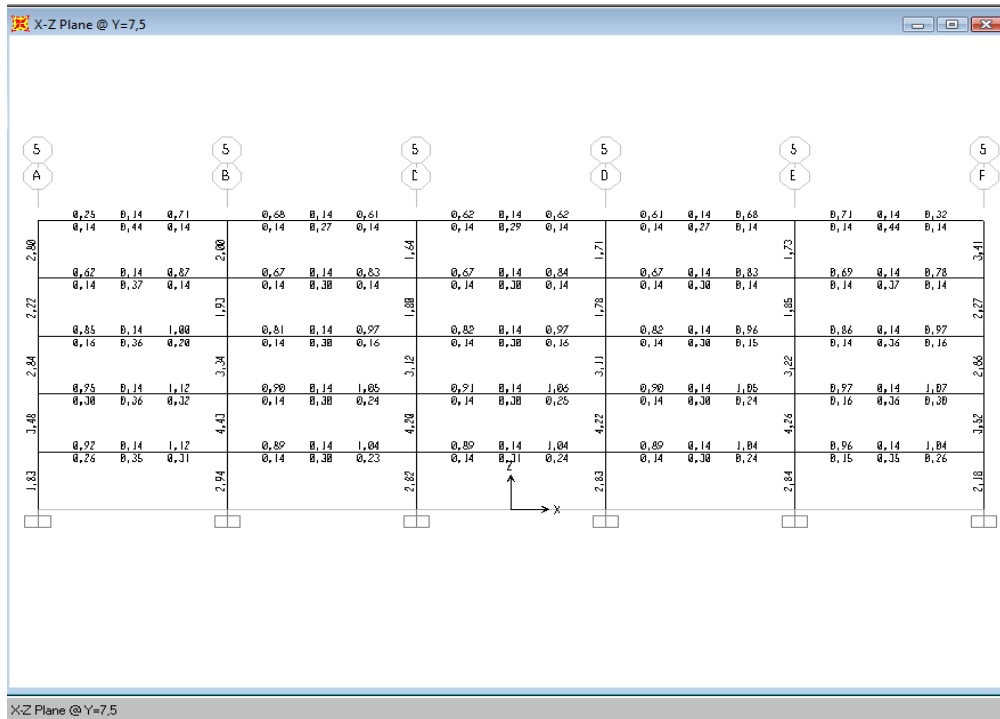 X-Z Plane @ Y=7,5
5 5 5 5 5 5
A B C D E F
0,25 0,14 0,71 0,68 0,14 0,61 0,62 0,14 0,62 0,61 0,14 0,68 0,71 0,14 0,32
0,14 0,44 0,14 0,14 0,27 0,14 0,14 0,29 0,14 0,14 0,27 0,14 0,14 0,44 0,14
2,80 2,00 1,64 1,71 1,73 3,41
0,62 0,14 0,87 0,67 0,14 0,83 0,67 0,14 0,84 0,67 0,14 0,83 0,69 0,14 0,78
0,14 0,37 0,14 0,14 0,30 0,14 0,14 0,30 0,14 0,14 0,30 0,14 0,14 0,37 0,14
2,22 1,93 1,80 1,78 1,85 2,27
0,85 0,14 1,00 0,81 0,14 0,97 0,82 0,14 0,97 0,82 0,14 0,96 0,86 0,14 0,97
0,16 0,36 0,20 0,14 0,30 0,16 0,14 0,30 0,16 0,14 0,30 0,15 0,14 0,36 0,16
2,84 3,34 3,12 3,11 3,22 2,86
0,95 0,14 1,12 0,90 0,14 1,05 0,91 0,14 1,06 0,90 0,14 1,05 0,97 0,14 1,07
0,30 0,36 0,32 0,14 0,30 0,24 0,14 0,30 0,25 0,14 0,30 0,24 0,16 0,36 0,30
3,48 4,43 4,20 4,22 4,26 3,52
0,92 0,14 1,12 0,89 0,14 1,04 0,89 0,14 1,04 0,89 0,14 1,04 0,96 0,14 1,04
0,26 0,35 0,31 0,14 0,30 0,23 0,14 0,31 0,24 0,14 0,30 0,24 0,15 0,35 0,26
Z
1,83 2,94 2,82 2,83 2,84 2,18
X
X-Z Plane @ Y=7,5